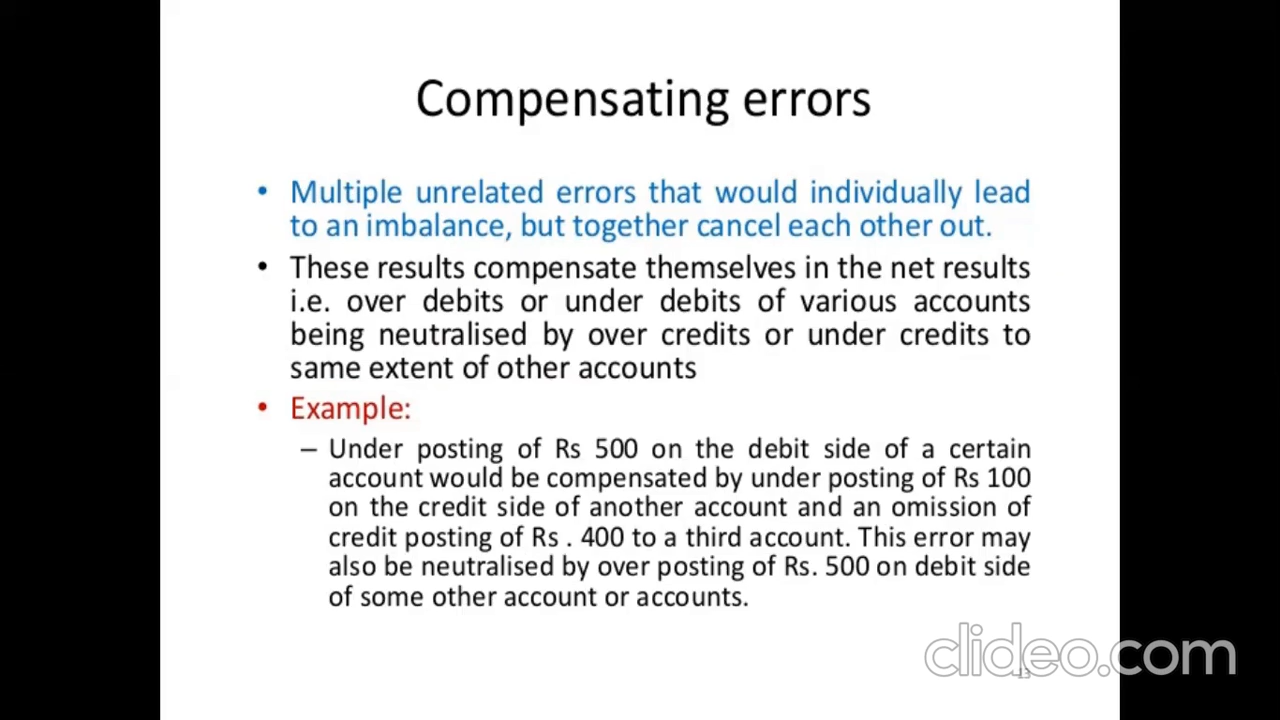 Compensating errors
• Multiple unrelated errors that would individually lead
to an imbalance, but together cancel each other out.
• These results compensate themselves in the net results
i.e. over debits or under debits of various accounts
being neutralised by over credits or under credits to
same extent of other accounts
• Example:
– Under posting of Rs 500 on the debit side of a certain
account would be compensated by under posting of Rs 100
on the credit side of another account and an omission of
credit posting of Rs . 400 to a third account. This error may
also be neutralised by over posting of Rs. 500 on debit side
of some other account or accounts.
clideo.com
13